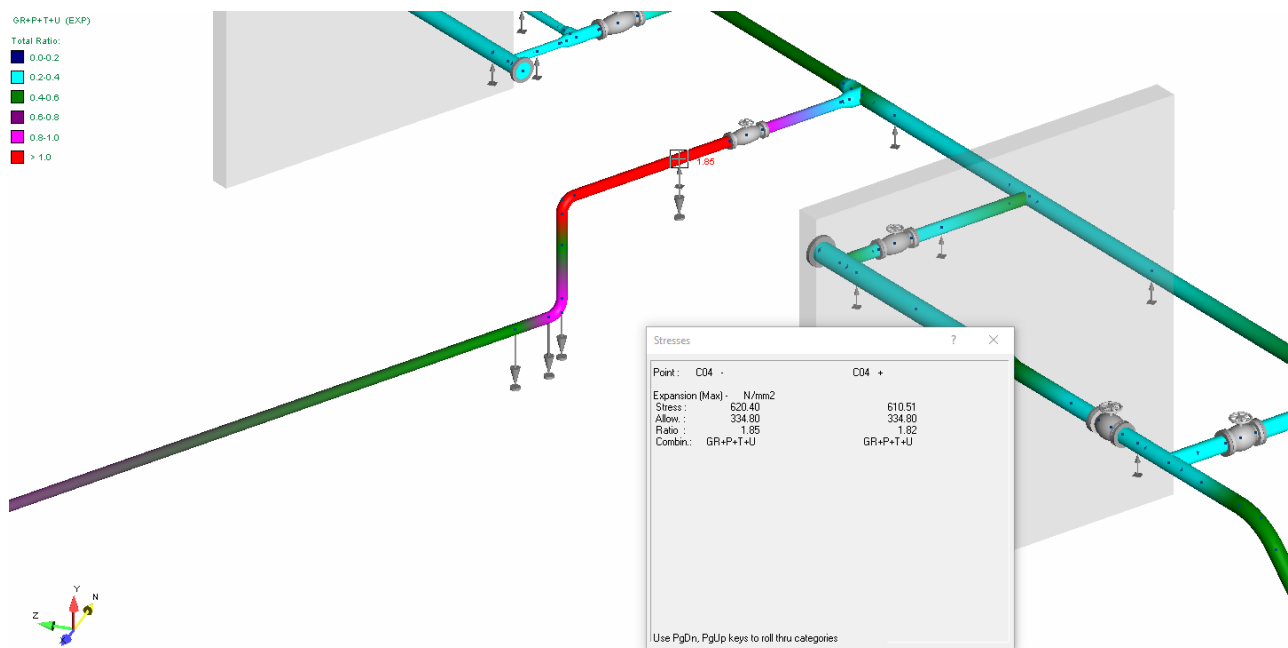 GR+P+T+U (EXP)
Total Ratio:
0.0-0.2
0.2-0.4
0.4-0.6
0.6-0.8
0.8-1.0
> 1.0
1.85
Stresses ? ×
Point : C04 - C04 +
Expansion (Max) - N/mm2
Stress : 620.40 610.51
Allow. : 334.80 334.80
Ratio : 1.85 1.82
Combin.: GR+P+T+U GR+P+T+U
Use PgDn, PgUp keys to roll thru categories
Y
N
Z